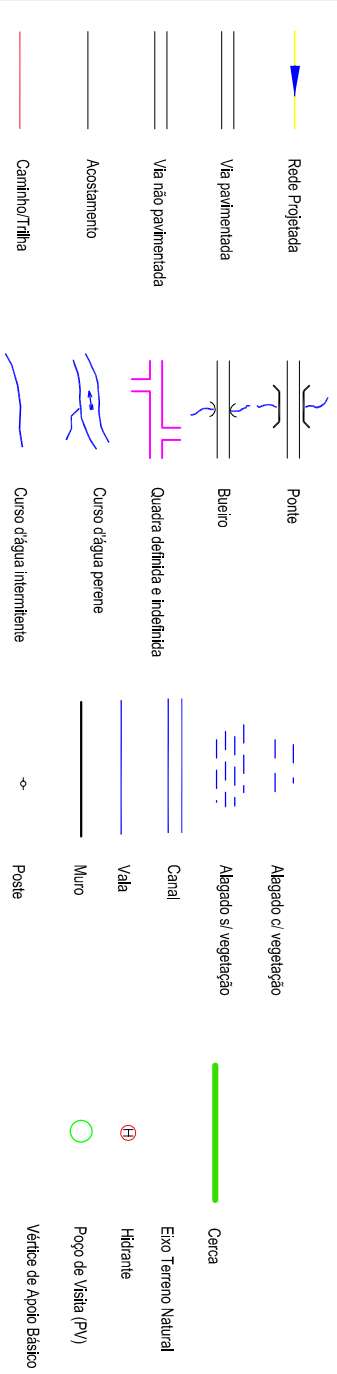 Rede Projetada
Via pavimentada
Via não pavimentada
Acostamento
Caminho/Trilha
Ponte
Bueiro
Quadra definida e indefinida
Curso d'água perene
Curso d'água intermitente
Alagado c/ vegetação
Alagado s/ vegetação
Canal
Vala
Muro
Poste
Cerca
Eixo Terreno Natural
H
Hidrante
Poço de Visita (PV)
Vértice de Apoio Básico